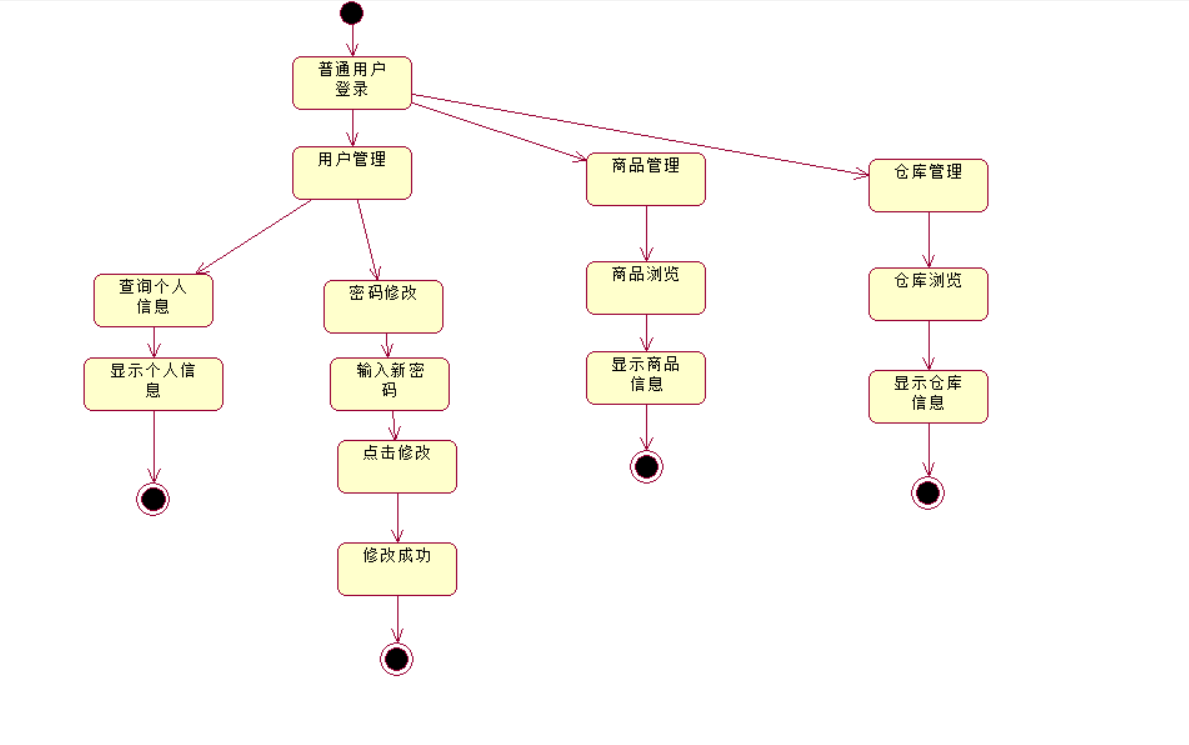 普通用户
登录
用户管理
商品管理
仓库管理
查询个人
信息
密码修改
商品浏览
仓库浏览
显示个人信
息
输入新密
码
显示商品
信息
显示仓库
信息
点击修改
修改成功